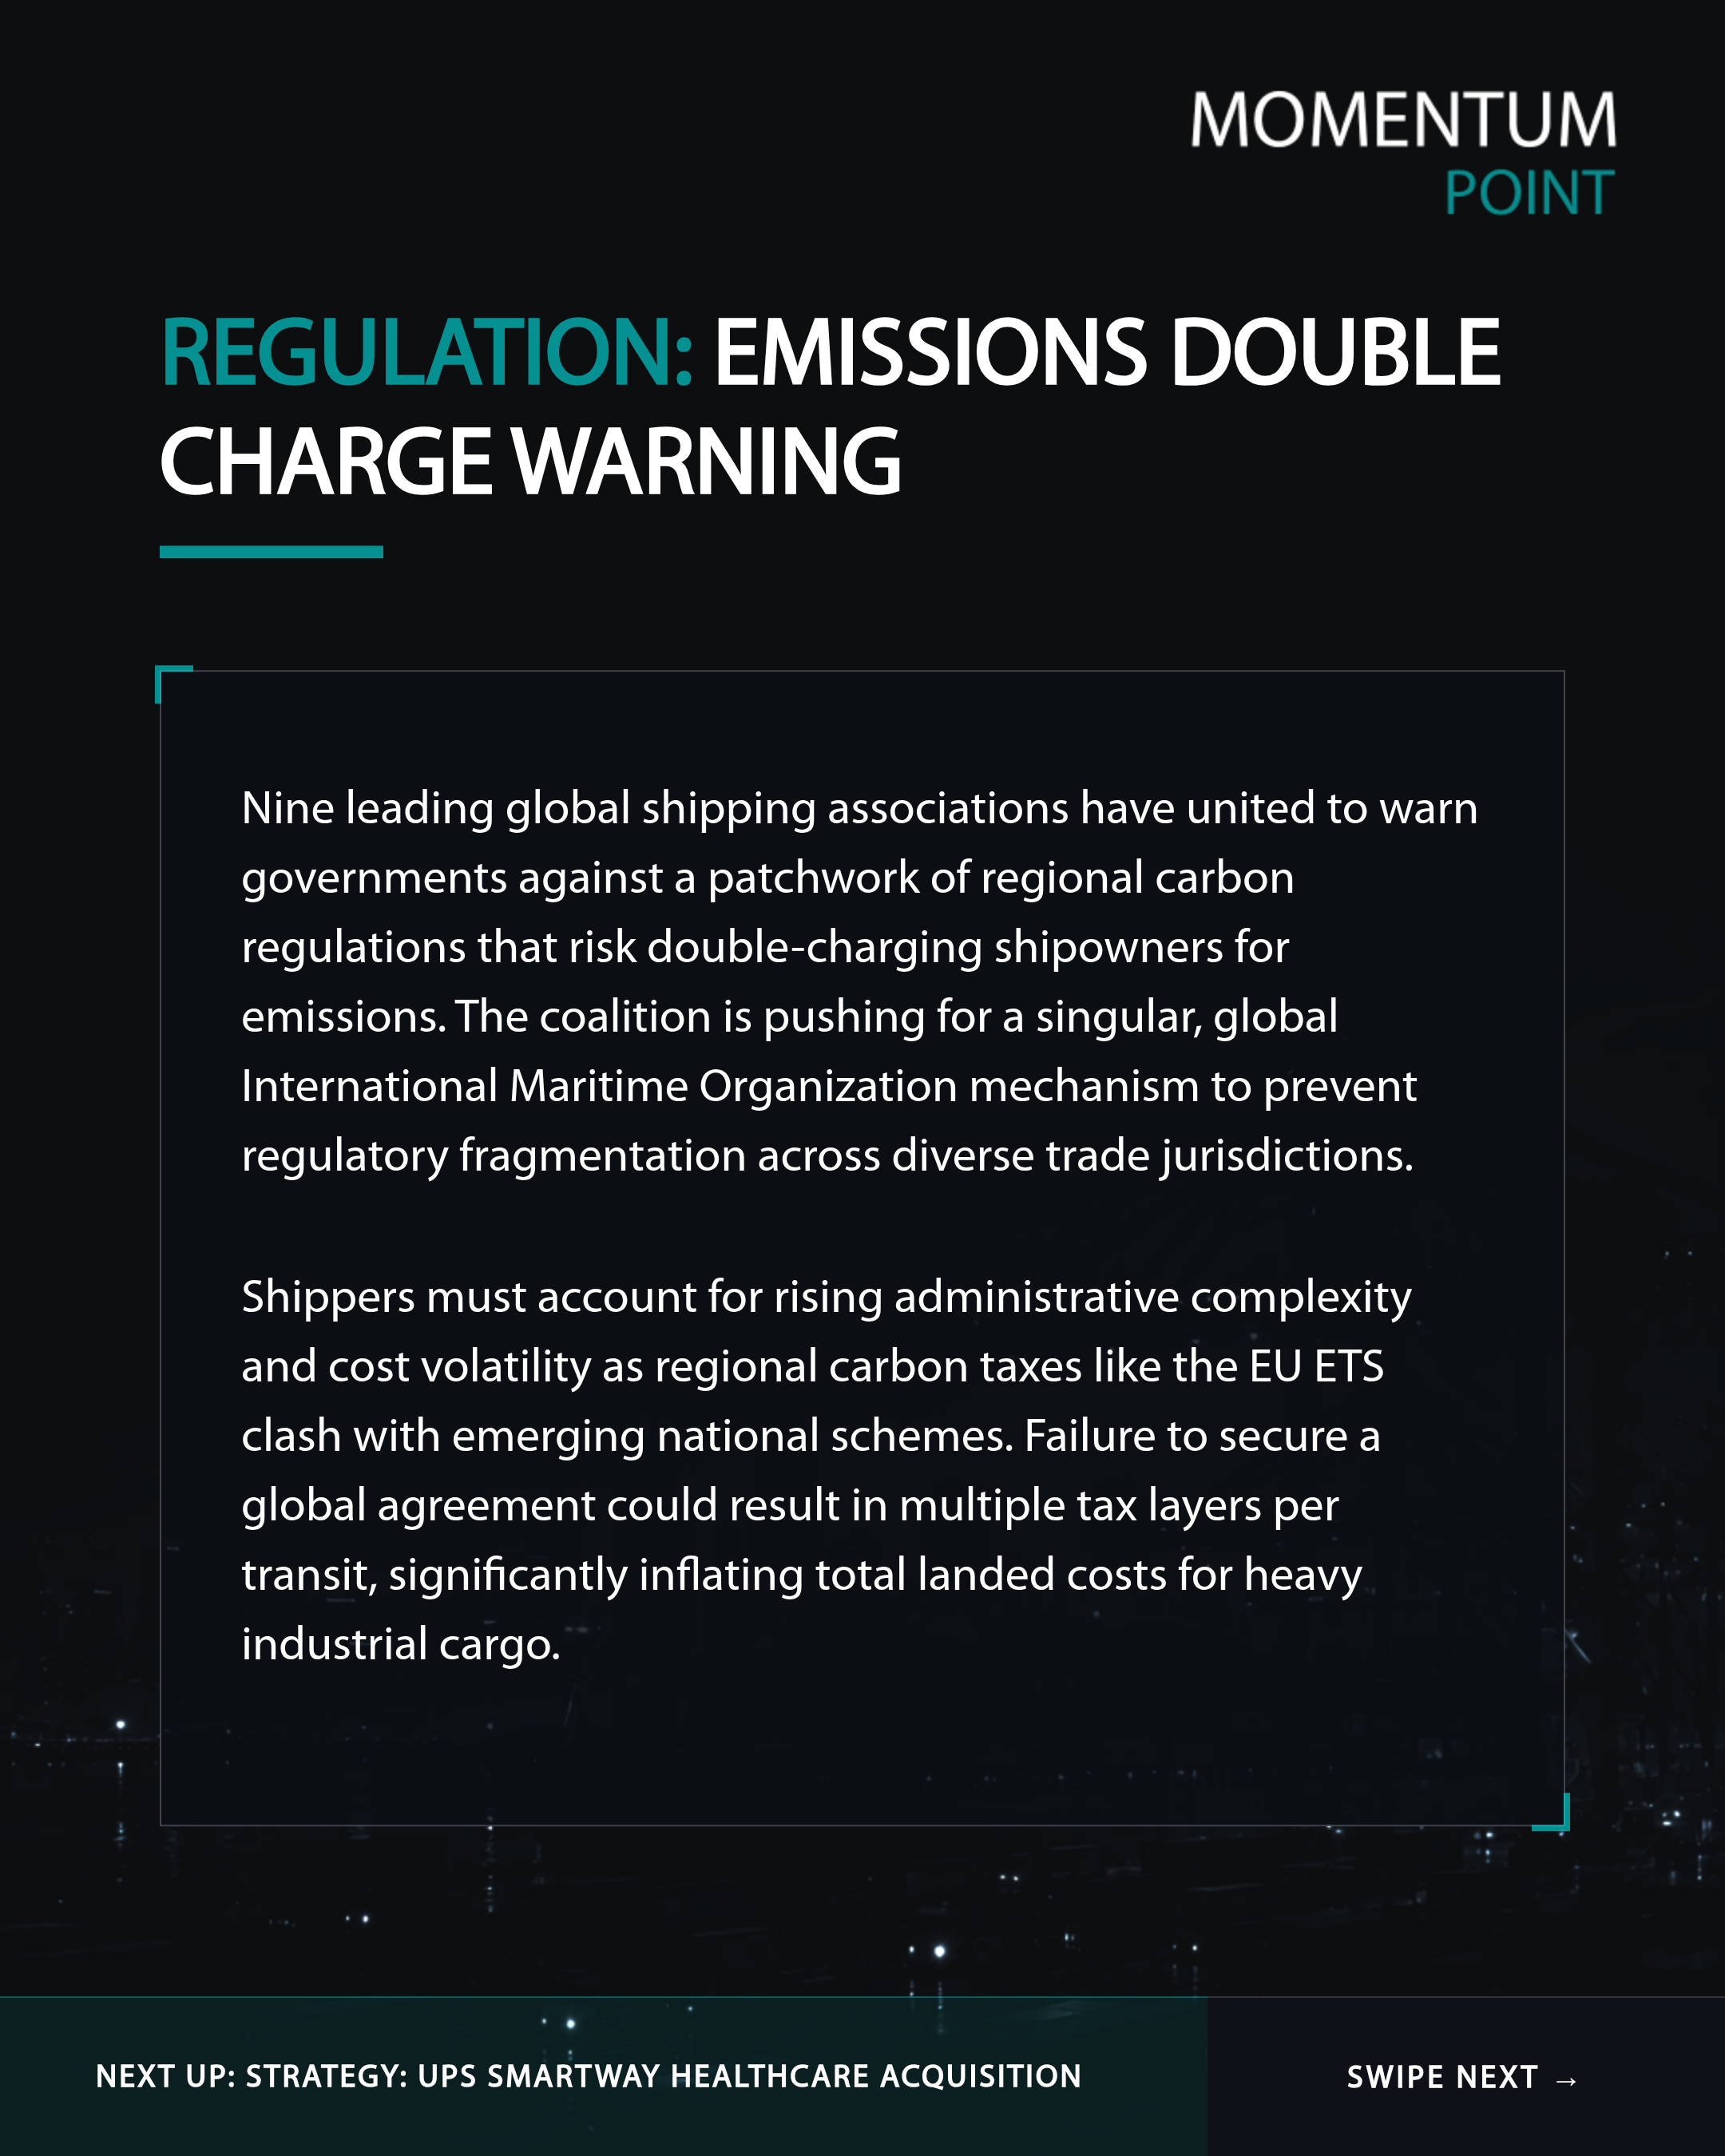 MOMENTUM
POINT
REGULATION: EMISSIONS DOUBLE
CHARGE WARNING
Nine leading global shipping associations have united to warn
governments against a patchwork of regional carbon
regulations that risk double-charging shipowners for
emissions. The coalition is pushing for a singular, global
International Maritime Organization mechanism to prevent
regulatory fragmentation across diverse trade jurisdictions.
Shippers must account for rising administrative complexity
and cost volatility as regional carbon taxes like the EU ETS
clash with emerging national schemes. Failure to secure a
global agreement could result in multiple tax layers per
transit, significantly inflating total landed costs for heavy
industrial cargo.
NEXT UP: STRATEGY: UPS SMARTWAY HEALTHCARE ACQUISITION
SWIPE NEXT →